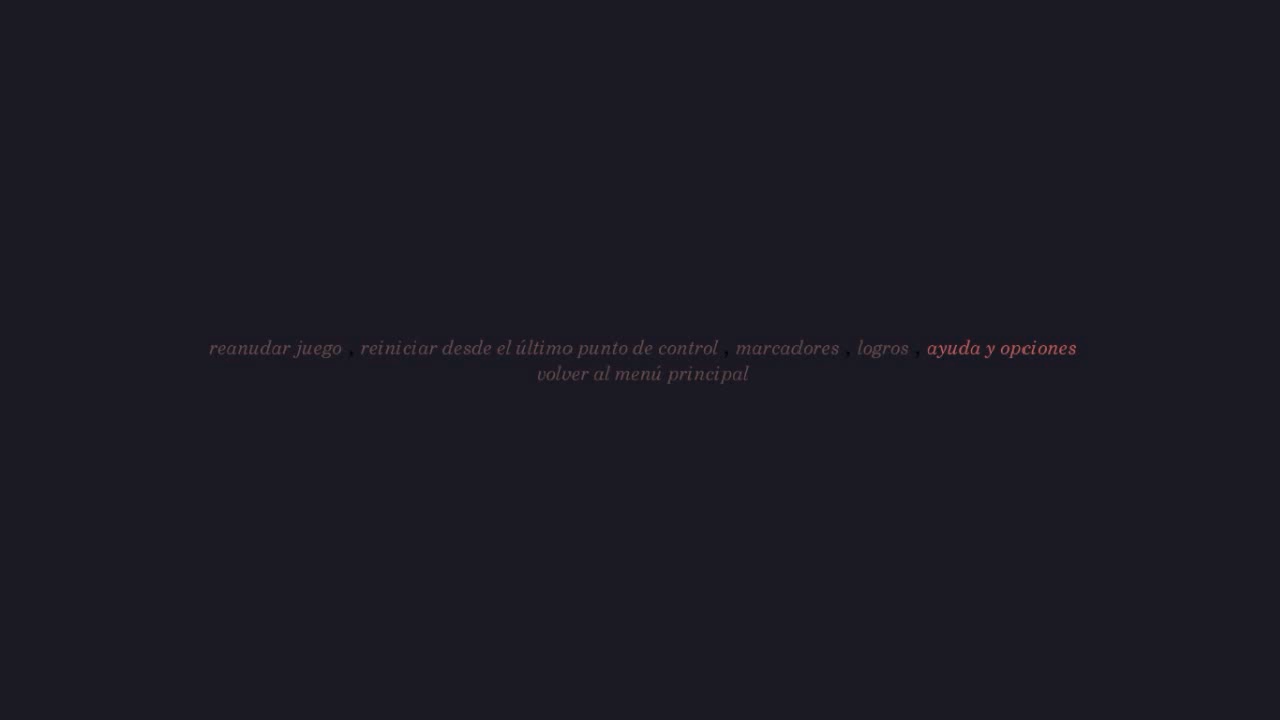 reanudar juego , reiniciar desde el último punto de control , marcadores , logros , ayuda y opciones
volver al menú principal